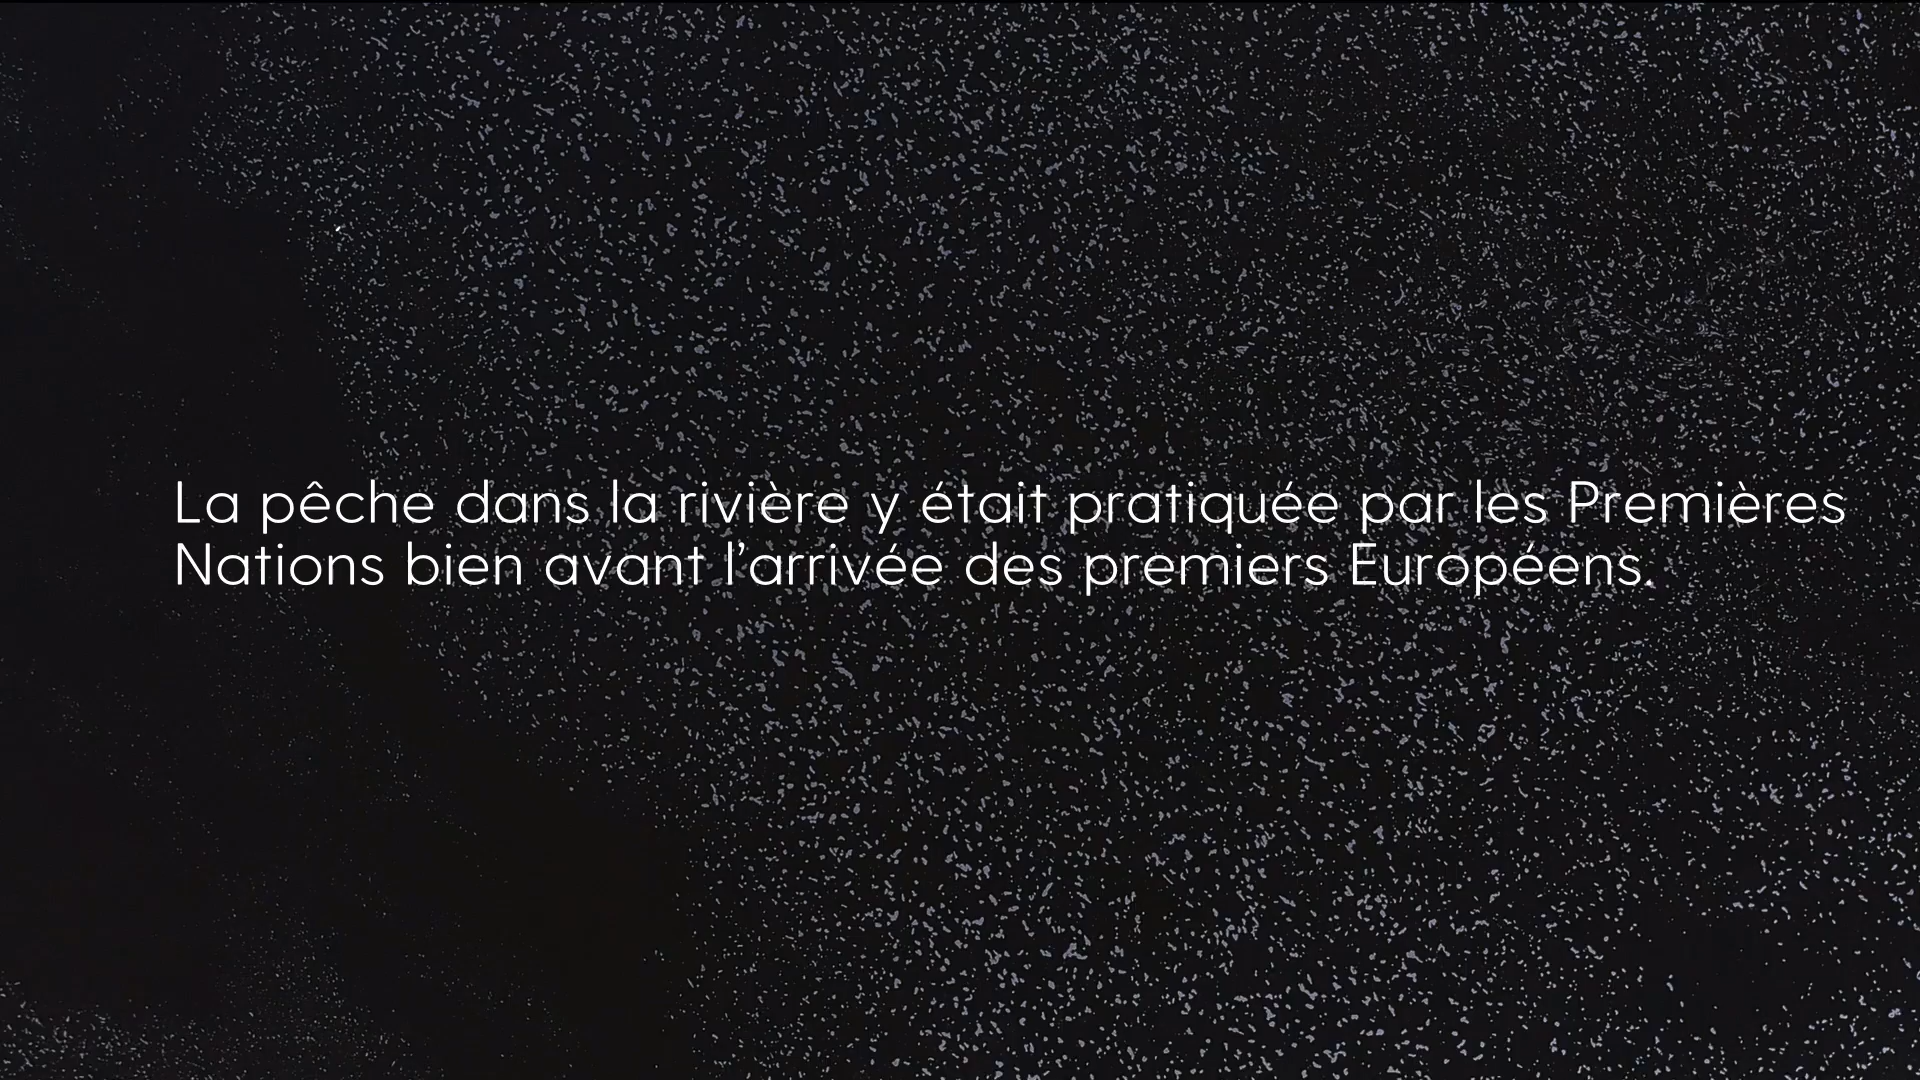 La pêche dans la rivière y était pratiquée par les Premières
Nations bien avant l’arrivée des premiers Européens.